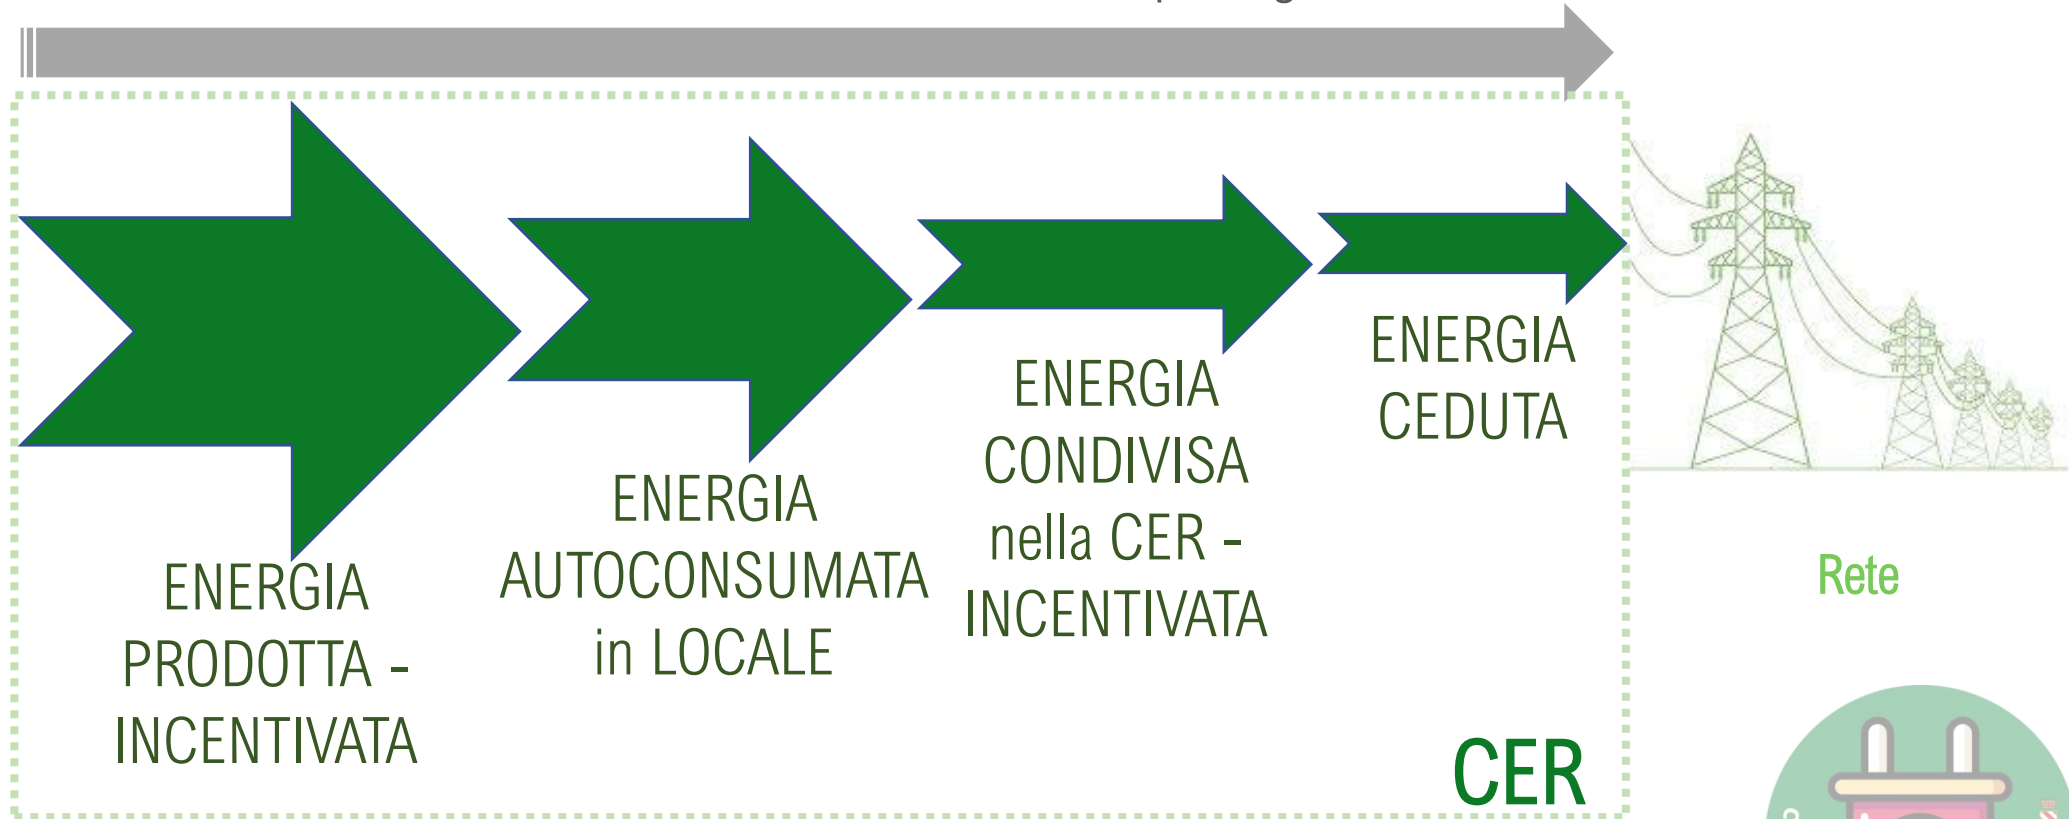 ENERGIA
PRODOTTA -
INCENTIVATA
ENERGIA
AUTOCONSUMATA
in LOCALE
ENERGIA
CONDIVISA
nella CER -
INCENTIVATA
ENERGIA
CEDUTA
Rete
CER